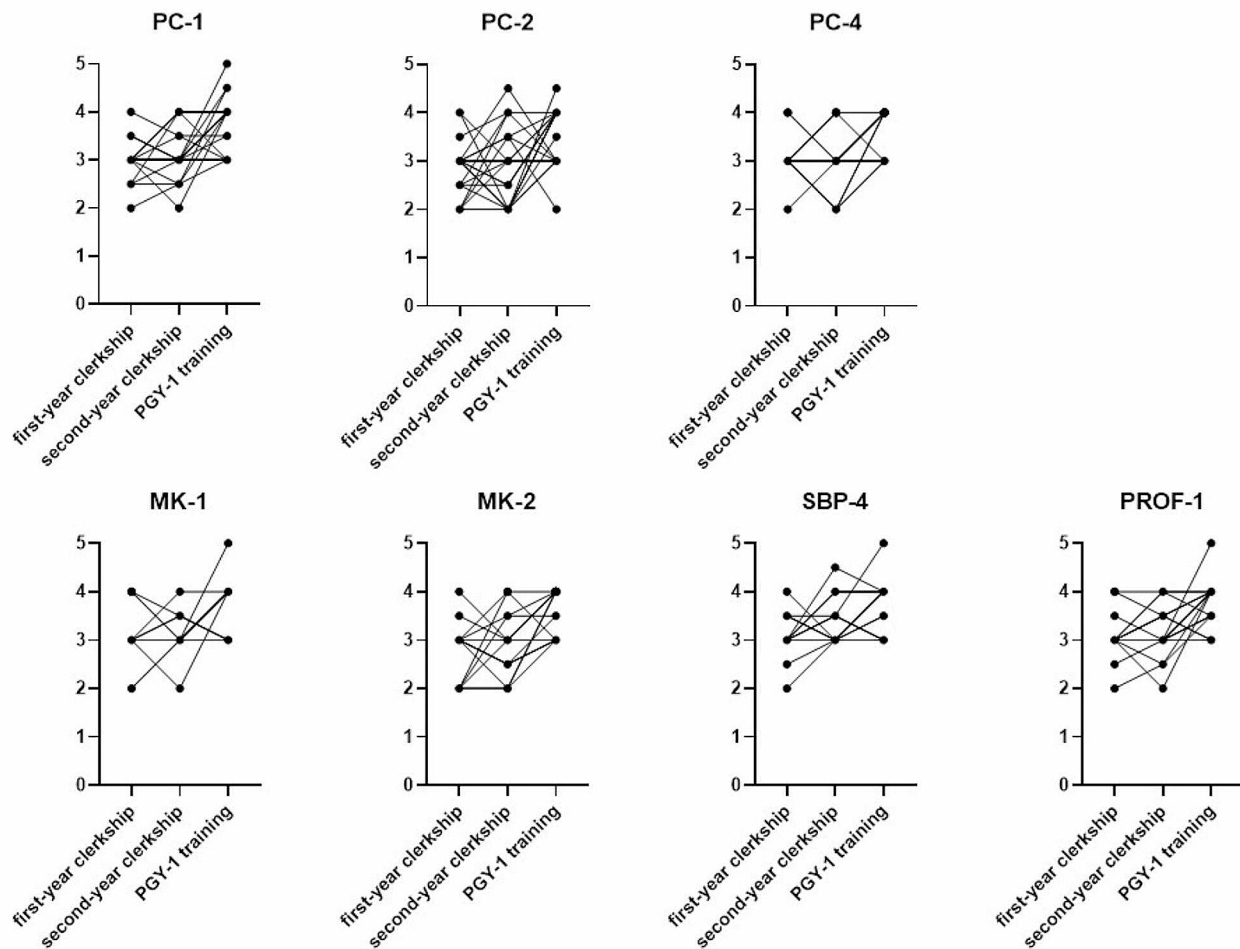 PC-1
5
4
3
2
1
0
first-year clerkship
second-year clerkship
PGY-1 training
PC-2
5
4
3
2
1
0
first-year clerkship
second-year clerkship
PGY-1 training
PC-4
5
4
3
2
1
0
first-year clerkship
second-year clerkship
PGY-1 training
MK-1
5
4
3
2
1
0
first-year clerkship
second-year clerkship
PGY-1 training
MK-2
5
4
3
2
1
0
first-year clerkship
second-year clerkship
PGY-1 training
SBP-4
5
4
3
2
1
0
first-year clerkship
second-year clerkship
PGY-1 training
PROF-1
5
4
3
2
1
0
first-year clerkship
second-year clerkship
PGY-1 training